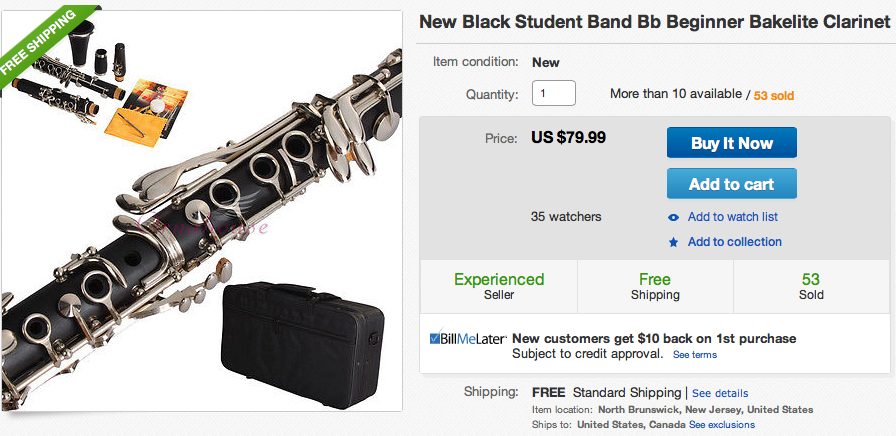 FREE SHIPPING
New Black Student Band Bb Beginner Bakelite Clarinet
Item condition: New
Quantity: 1 More than 10 available / 53 sold
Price: US $79.99 Buy It Now
Add to cart
35 watchers Add to watch list
Add to collection
Experienced Free 53
Seller Shipping Sold
BillMeLater New customers get $10 back on 1st purchase
Subject to credit approval. See terms
Shipping: FREE Standard Shipping | See details
Item location: North Brunswick, New Jersey, United States
Ships to: United States, Canada See exclusions